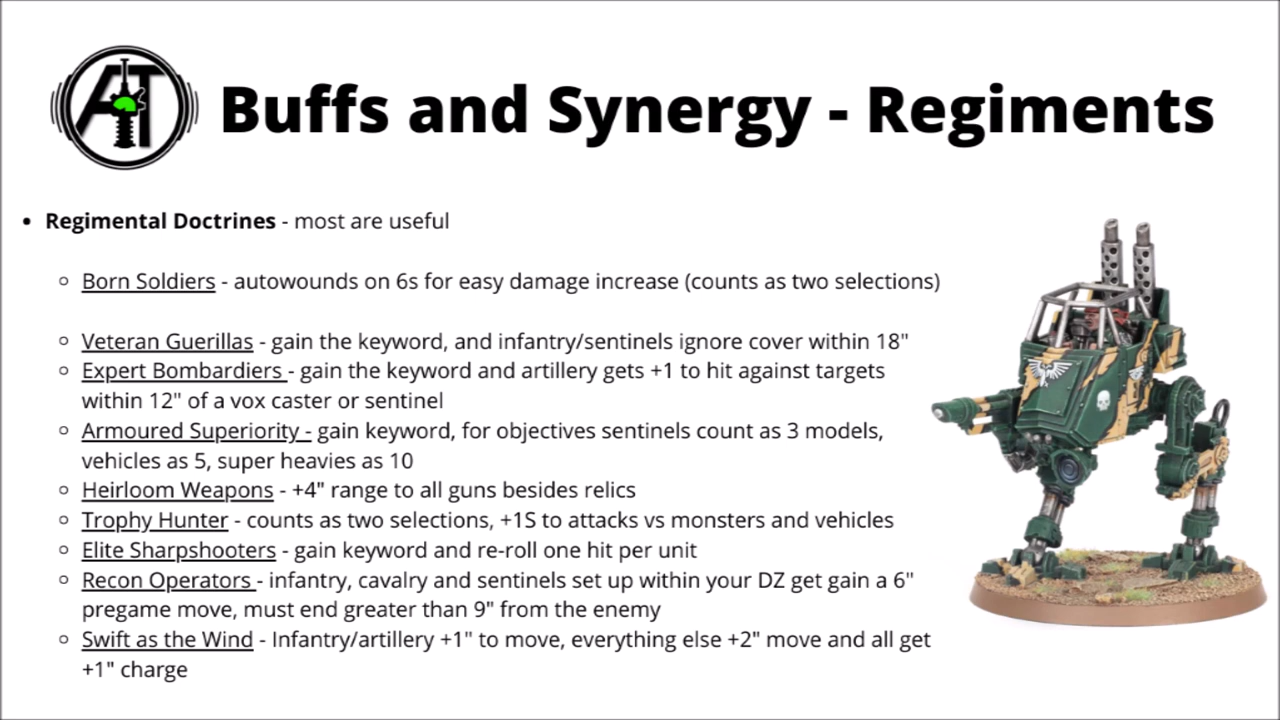 AT
Buffs and Synergy - Regiments
• Regimental Doctrines - most are useful
○ Born Soldiers - autowounds on 6s for easy damage increase (counts as two selections)
○ Veteran Guerillas - gain the keyword, and infantry/sentinels ignore cover within 18"
○ Expert Bombardiers - gain the keyword and artillery gets +1 to hit against targets
within 12" of a vox caster or sentinel
○ Armoured Superiority - gain keyword, for objectives sentinels count as 3 models,
vehicles as 5, super heavies as 10
○ Heirloom Weapons - +4" range to all guns besides relics
○ Trophy Hunter - counts as two selections, +1S to attacks vs monsters and vehicles
○ Elite Sharpshooters - gain keyword and re-roll one hit per unit
○ Recon Operators - infantry, cavalry and sentinels set up within your DZ get gain a 6"
pregame move, must end greater than 9" from the enemy
○ Swift as the Wind - Infantry/artillery +1" to move, everything else +2" move and all get
+1" charge